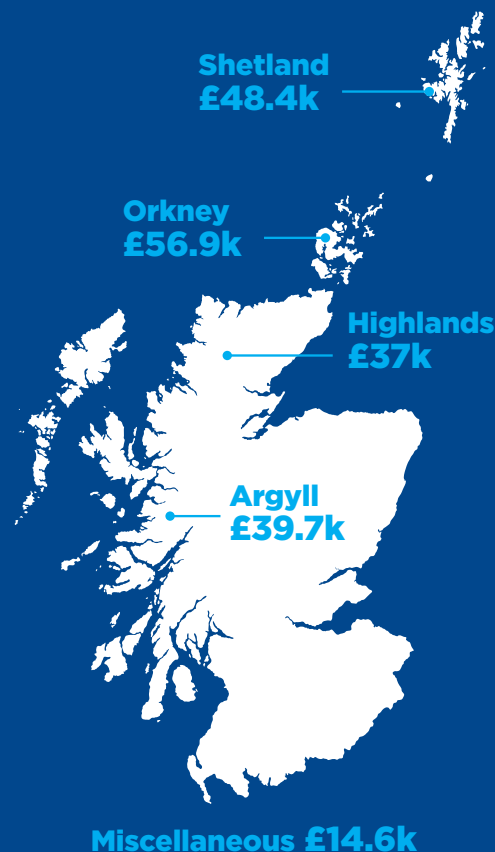 Shetland
£48.4k
Orkney
£56.9k
Highlands
£37k
Argyll
£39.7k
Miscellaneous £14.6k